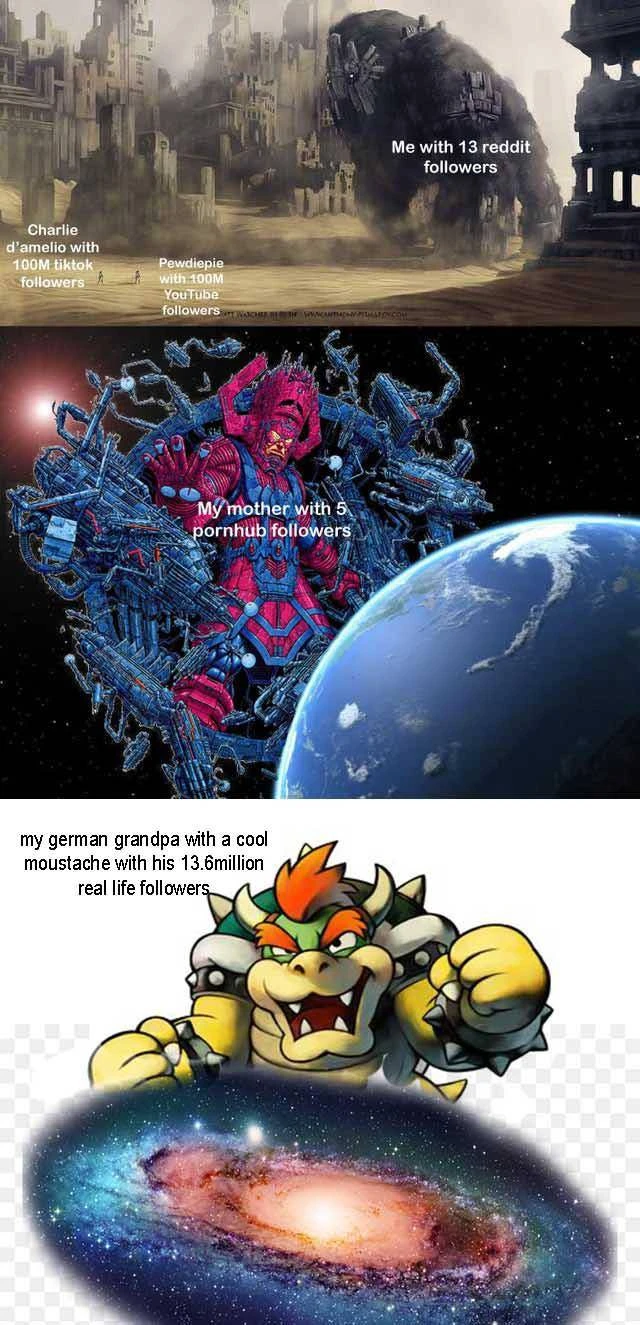 Me with 13 reddit
followers
Charlie
d'amelio with
100M tiktok
followers
Pewdiepie
with 100M
YouTube
followers
My mother with 5
pornhub followers
my german grandpa with a cool
moustache with his 13.6million
real life followers